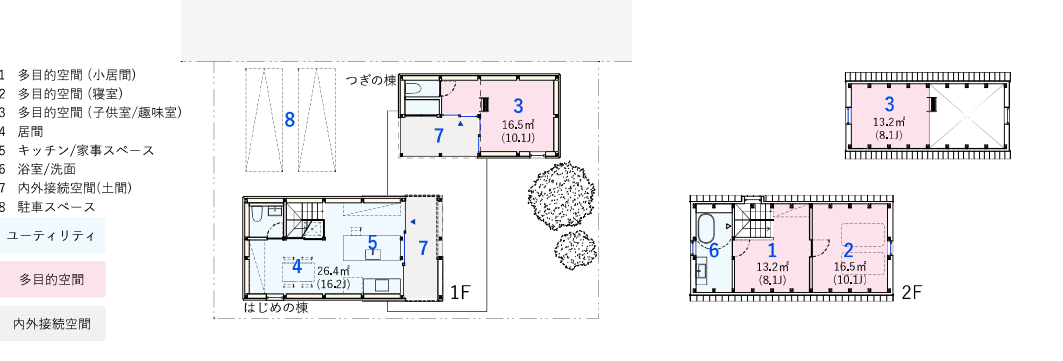 1 多目的空間(小居間)
2 多目的空間(寝室)
3 多目的空間(子供室/趣味室)
4 居間
5 キッチン/家事スペース
6 浴室/洗面
7 内外接続空間(土間)
8 駐車スペース
ユーティリティ
多目的空間
内外接続空間
つぎの棟
8
3
16.5㎡
(10.1J)
7
5
7
4
26.4㎡
(16.2J)
1F
はじめの棟
3
13.2㎡
(8.1J)
6
1
13.2㎡
(8.1J)
2
16.5㎡
(10.1J)
2F